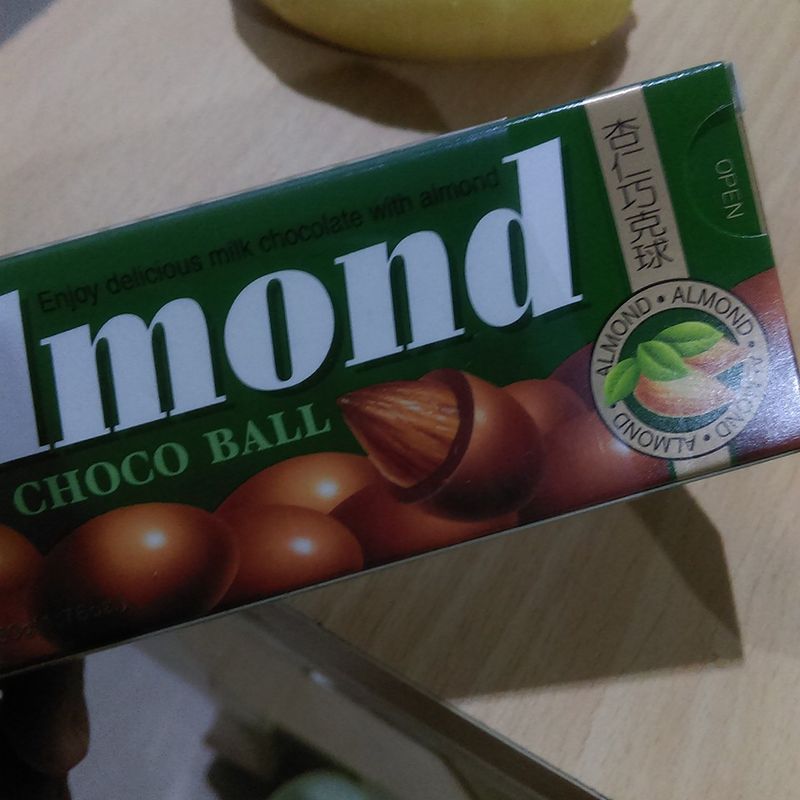 Enjoy delicious milk chocolate with almond
lmond
CHOCO BALL
杏仁巧克球
OPEN
ALMOND • ALMOND • ALMOND • ALMOND •